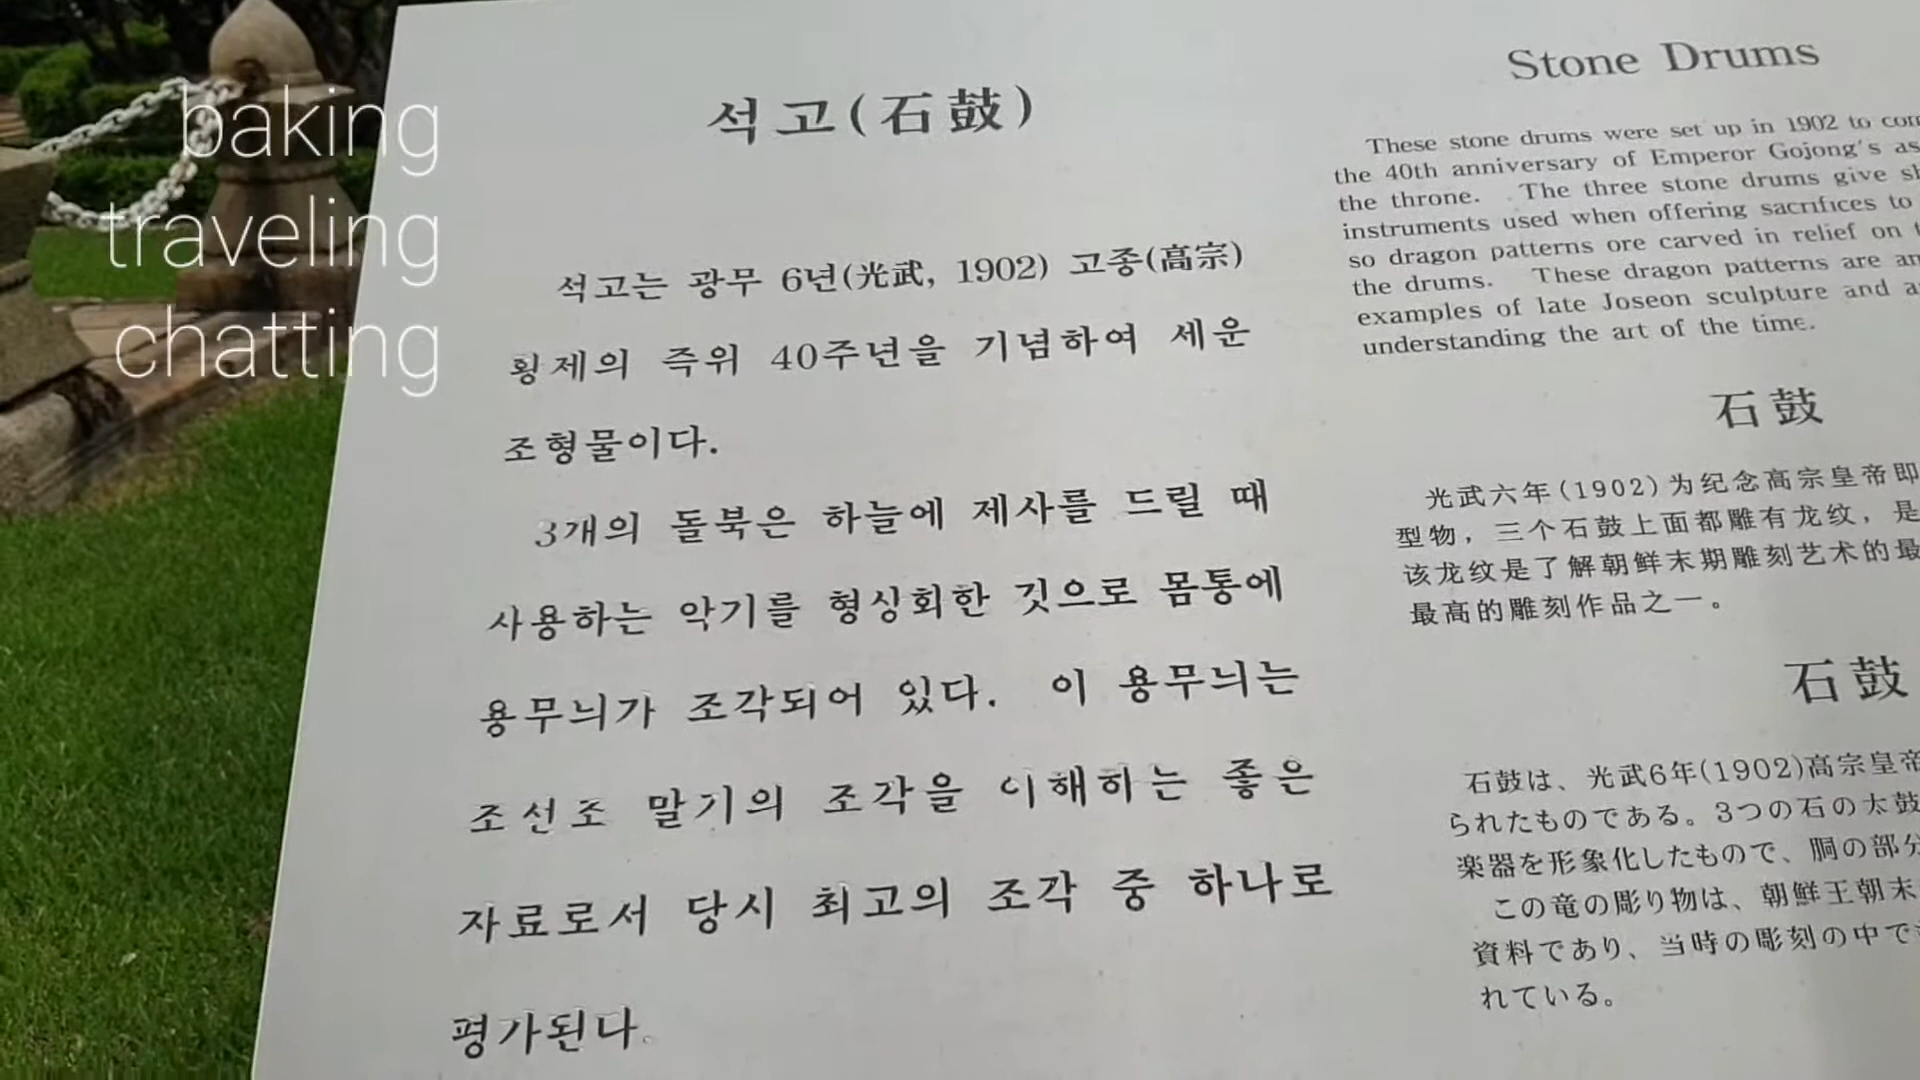 baking
traveling
chatting
석고(石鼓)
석고는 광무 6년(光武, 1902) 고종(高宗)
황제의 즉위 40주년을 기념하여 세운
조형물이다.
3개의 돌북은 하늘에 제사를 드릴 때
사용하는 악기를 형상회한 깃으로 몸통에
용무늬가 조각되어 있다. 이 용무늬는
조선조 말기의 조각을 이해하는 좋은
자료로서 당시 최고의 조각 중 하나로
평가된나.
Stone Drums
These stone drums were set up in 1902 to
the 40th anniversary of Emperor Gojong's
the throne. The three stone drums give
instruments used when offering sacrifices to
so dragon patterns ore carved in relief on
the drums. These dragon patterns are
examples of late Joseon sculpture and
understanding the art of the time.
石鼓
光武六年(1902)为纪念高宗皇帝即
型物，三个石鼓上面都雕有龙纹，是
该龙纹是了解朝鲜末期雕刻艺术的最
最高的雕刻作品之一。
石鼓
石鼓は、光武6年(1902)高宗皇帝
られたものである。3つの石の太鼓
楽器を形象化したもので、胴の部分
この竜の彫り物は、朝鮮王朝末
資料であり、当時の彫刻の中で
れている。